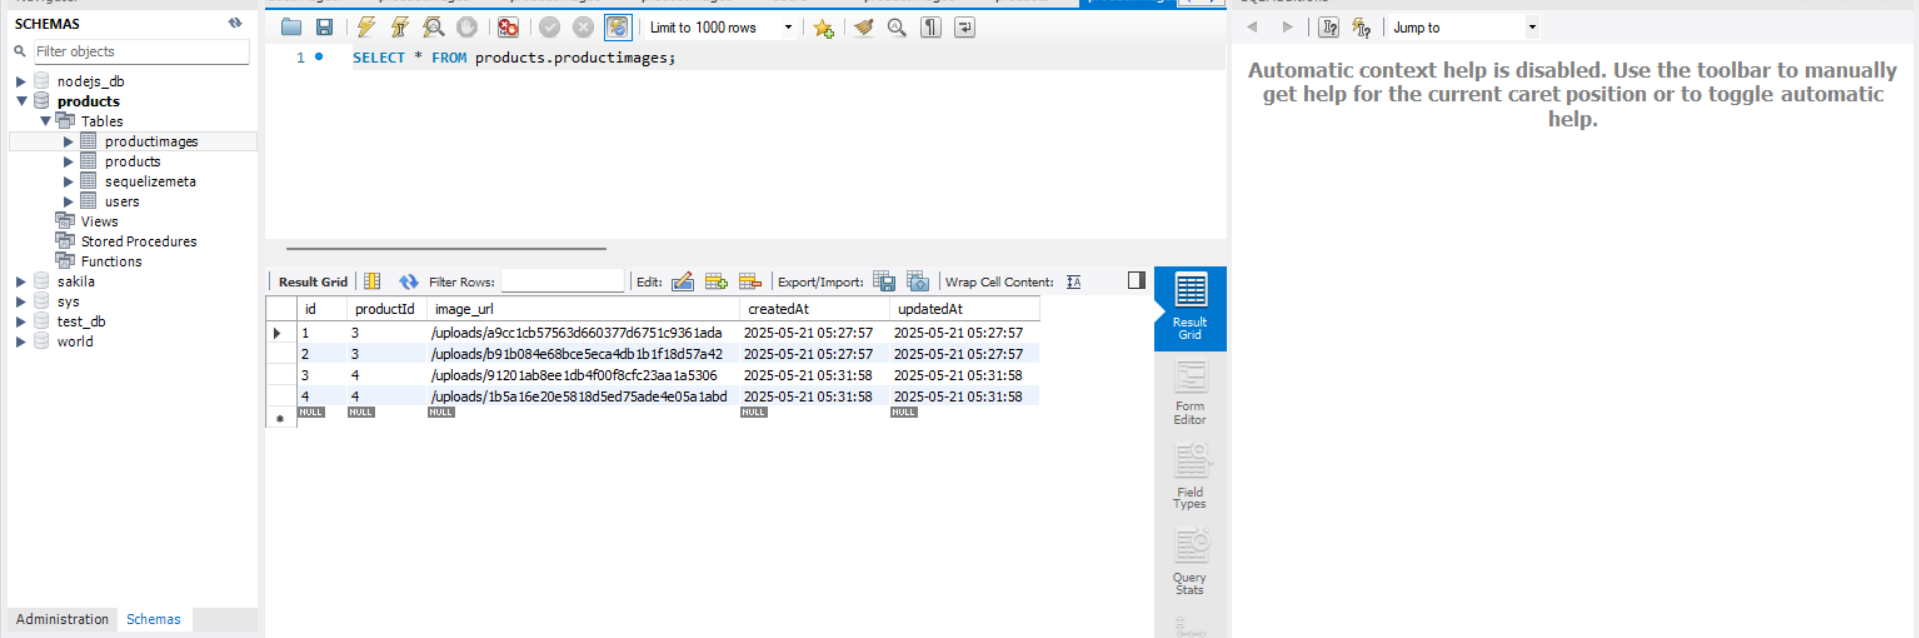 SCHEMAS
Filter objects
nodejs_db
products
Tables
productimages
products
sequelizemeta
users
Views
Stored Procedures
Functions
sakila
sys
test_db
world
Administration Schemas
Limit to 1000 rows
1 SELECT * FROM products.productimages;
Result Grid Filter Rows: Edit: Export/Import: Wrap Cell Content:
id productId image_url createdAt updatedAt
1 3 /uploads/a9cc1cb57563d660377d6751c9361ada 2025-05-21 05:27:57 2025-05-21 05:27:57
2 3 /uploads/b91b084e68bce5eca4db1b1f18d57a42 2025-05-21 05:27:57 2025-05-21 05:27:57
3 4 /uploads/91201ab8ee1db4f00f8cfc23aa1a5306 2025-05-21 05:31:58 2025-05-21 05:31:58
4 4 /uploads/1b5a16e20e5818d5ed75ade4e05a1abd 2025-05-21 05:31:58 2025-05-21 05:31:58
NULL NULL NULL NULL NULL
Result
Grid
Form
Editor
Field
Types
Query
Stats
Jump to
Automatic context help is disabled. Use the toolbar to manually
get help for the current caret position or to toggle automatic
help.